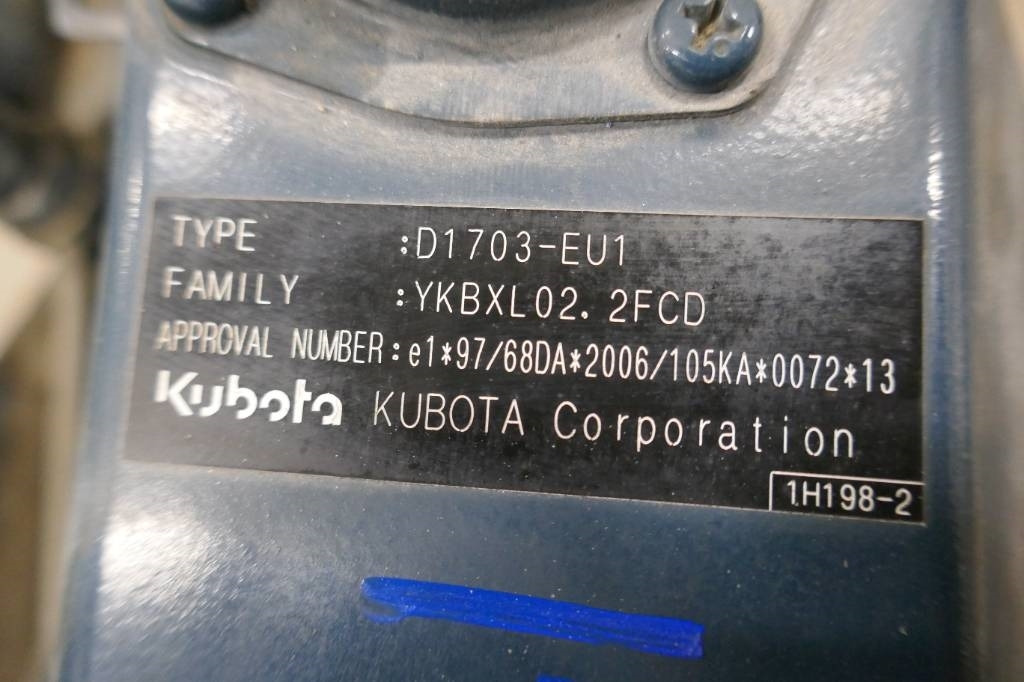 TYPE :D1703-EU1
FAMILY :YKBXL02.2FCD
APPROVAL NUMBER:e1*97/68DA*2006/105KA*0072*13
Kubota KUBOTA Corporation
1H198-2